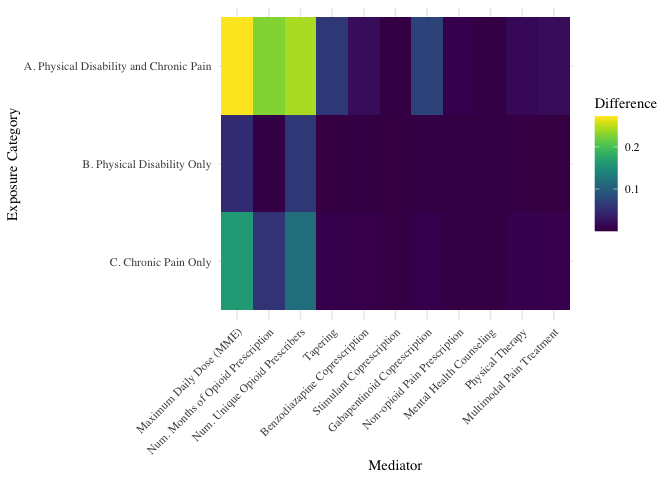 Exposure Category
A. Physical Disability and Chronic Pain
B. Physical Disability Only
C. Chronic Pain Only
Maximum Daily Dose (MME)
Num. Months of Opioid Prescription
Num. Unique Opioid Prescribers
Tapering
Benzodiazapine Coprescription
Stimulant Coprescription
Gabapentinoid Coprescription
Non-opioid Pain Prescription
Mental Health Counseling
Physical Therapy
Multimodal Pain Treatment
Mediator
Difference
0.2
0.1